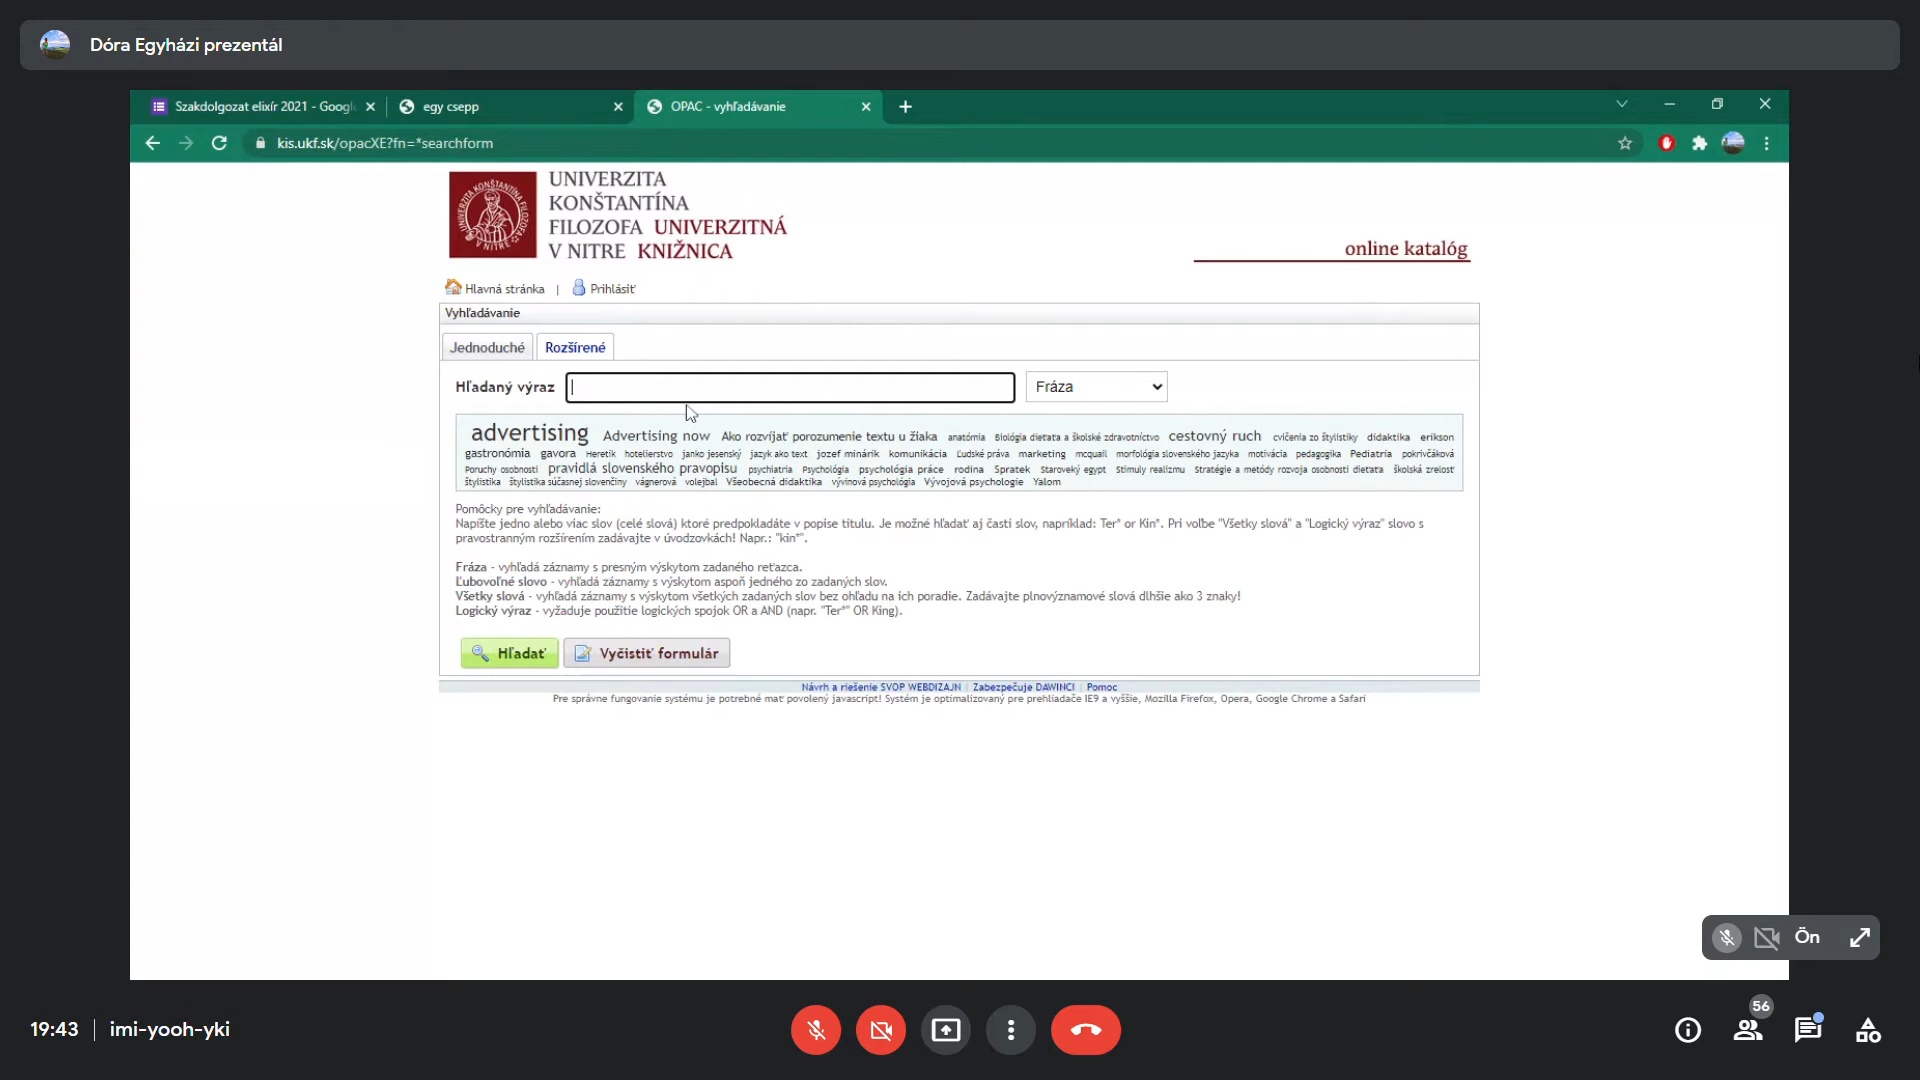 Dóra Egyházi prezentál
Szakdolgozat elixír 2021 - Googl
egy csepp
OPAC - vyhľadávanie
kis.ukf.sk/opacXE?fn=*searchform
UNIVERZITA
KONŠTANTÍNA
FILOZOFA UNIVERZITNÁ
V NITRE KNIŽNICA
online katalóg
Hlavná stránka | Prihlásiť
Vyhľadávanie
Jednoduché Rozšírené
Hľadaný výraz Fráza
advertising Advertising now Ako rozvíjať porozumenie textu u žiaka anatómia Biológia dieťaťa a školské zdravotníctvo cestovný ruch cvičenia zo štylistiky didaktika erikson
gastronómia gavora Heretik hotelierstvo janko jesenský jazyk ako text jozef minárik komunikácia Ľudské práva marketing mcquail morfológia slovenského jazyka motivácia pedagogika Pediatria pokrivčáková
Poruchy osobnosti pravidlá slovenského pravopisu psychiatria Psychológia psychológia práce rodina Spratek Staroveký egypt Stimuly realizmu Stratégie a metódy rozvoja osobnosti dieťaťa školská zrelosť
štylistika štylistika súčasnej slovenčiny vágnerová volejbal Všeobecná didaktika vývinová psychológia Vývojová psychologie Yalom
Pomôcky pre vyhľadávanie:
Napíšte jedno alebo viac slov (celé slová) ktoré predpokladáte v popise titulu. Je možné hľadať aj časti slov, napríklad: Ter* or Kin*. Pri voľbe "Všetky slová" a "Logický výraz" slovo s
pravostranným rozšírením zadávajte v úvodzovkách! Napr.: "kin*".
Fráza - vyhľadá záznamy s presným výskytom zadaného reťazca.
Ľubovoľné slovo - vyhľadá záznamy s výskytom aspoň jedného zo zadaných slov.
Všetky slová - vyhľadá záznamy s výskytom všetkých zadaných slov bez ohľadu na ich poradie. Zadávajte plnovýznamové slová dlhšie ako 3 znaky!
Logický výraz - vyžaduje použitie logických spojok OR a AND (napr. "Ter*" OR King).
Hľadať Vyčistiť formulár
Návrh a riešenie SVOP WEBDIZAJN | Zabezpečuje DAWINCI | Pomoc
Pre správne fungovanie systému je potrebné mať povolený javascript! Systém je optimalizovaný pre prehliadače IE9 a vyššie, Mozilla Firefox, Opera, Google Chrome a Safari
Ön
19:43 | imi-yooh-yki
56